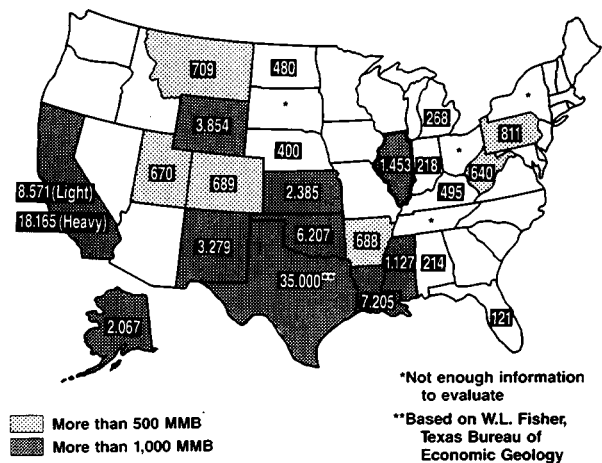 709
480
*
3.854
268
*
811
400
1.453
218
*
640
670
689
495
8.571 (Light)
2.385
18.165 (Heavy)
*
3.279
6.207
688
35.000**
1.127
214
7.205
121
2.067
*Not enough information
to evaluate
**Based on W.L. Fisher,
Texas Bureau of
Economic Geology
More than 500 MMB
More than 1,000 MMB